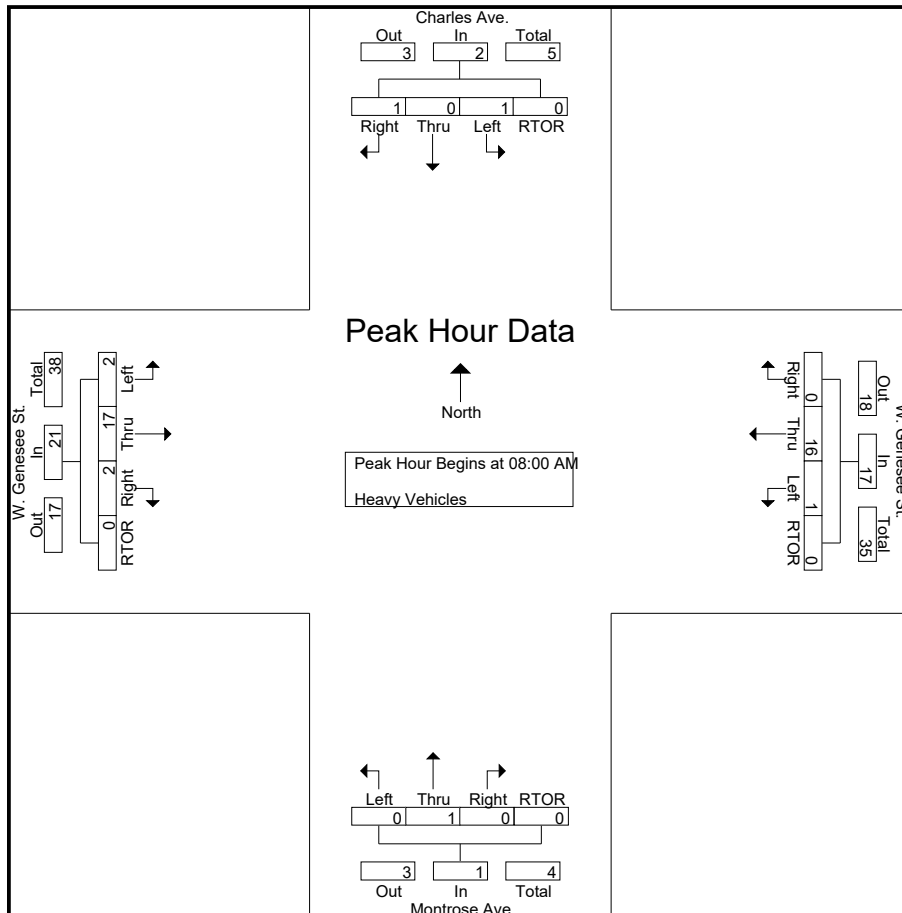 Charles Ave.
Out In Total
3 2 5
1 0 1 0
Right Thru Left RTOR
Peak Hour Data
North
Peak Hour Begins at 08:00 AM
Heavy Vehicles
W. Genesee St.
Total In Out
38 21 17
2 17 2 0
Left Thru Right RTOR
W. Genesee St.
Out In Total
18 17 35
0 16 1 0
Right Thru Left RTOR
Left Thru Right RTOR
0 1 0 0
3 1 4
Out In Total
Montrose Ave.